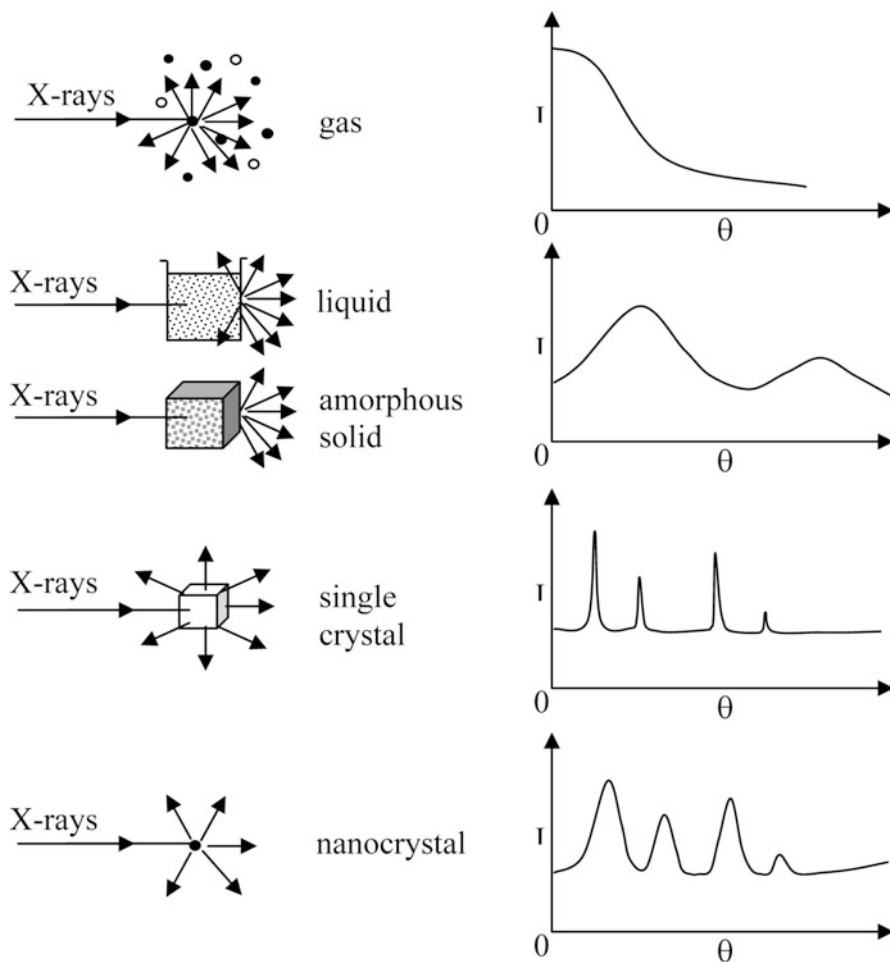 X-rays
gas
I
0
θ
X-rays
liquid
I
X-rays
amorphous
solid
0
θ
X-rays
single
crystal
I
0
θ
X-rays
nanocrystal
I
0
θ